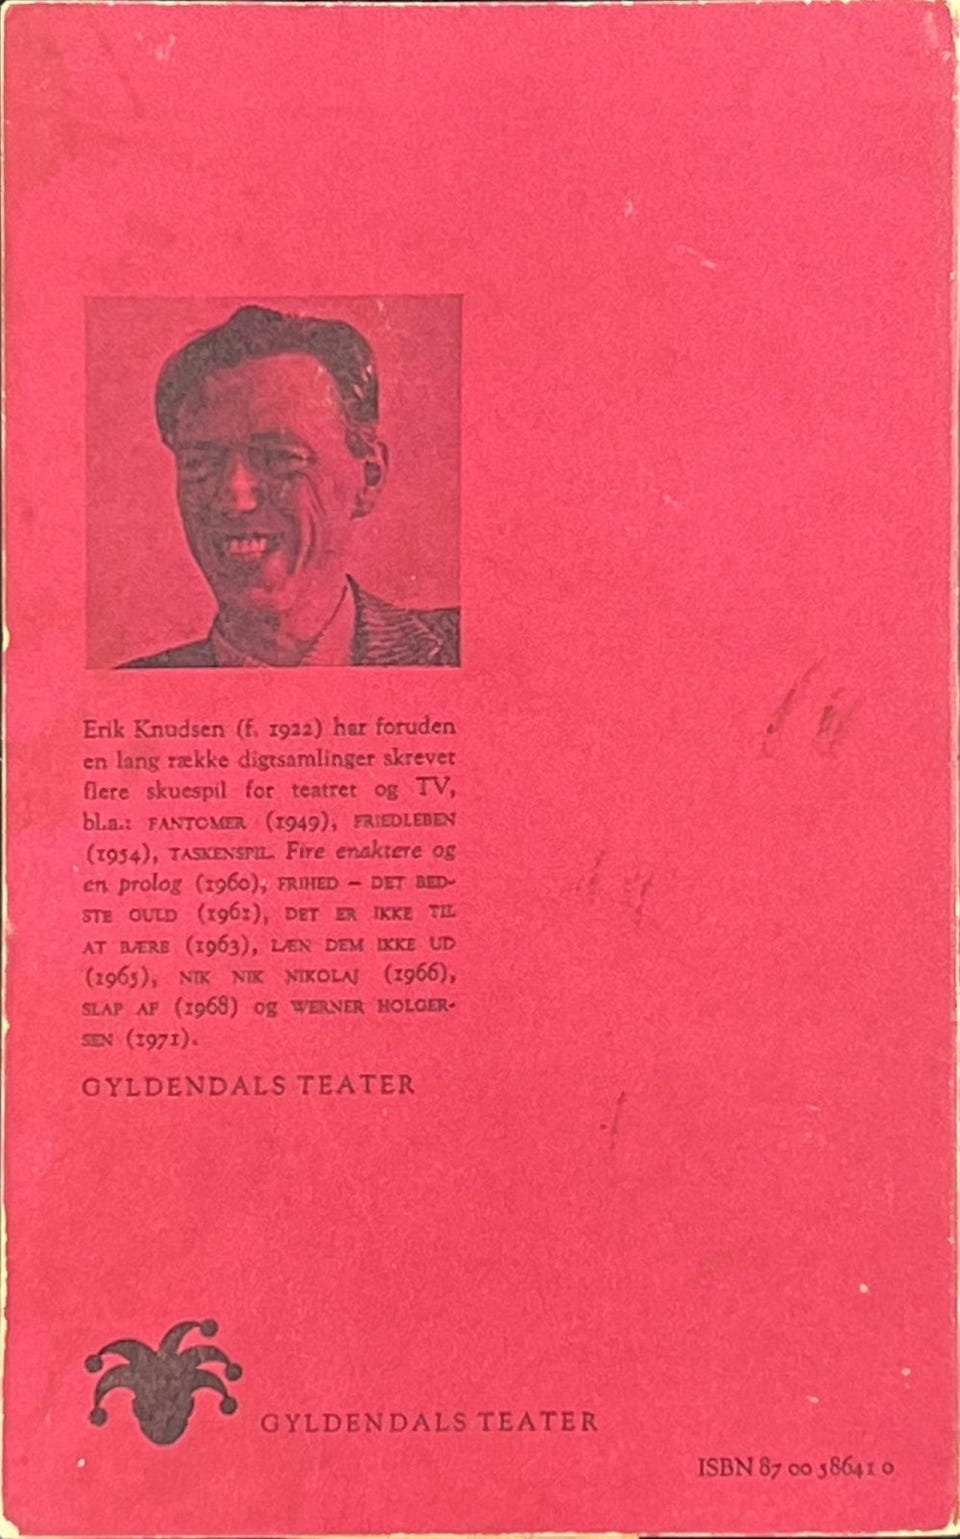 Erik Knudsen (f. 1922) har foruden
en lang række digtsamlinger skrevet
flere skuespil for teatret og TV,
bl.a.: FANTOMER (1949), FRIEDLEBEN
(1954), TASKENSPIL. Fire enaktere og
en prolog (1960), FRIHED – DET BED-
STE GULD (1961), DET ER IKKE TIL
AT BÆRE (1963), LÆN DEM IKKE UD
(1965), NIK NIK NIKOLAJ (1966),
SLAP AF (1968) og WERNER HOLGER-
SEN (1971).
GYLDENDALS TEATER
GYLDENDALS TEATER
ISBN 87 00 58641 0